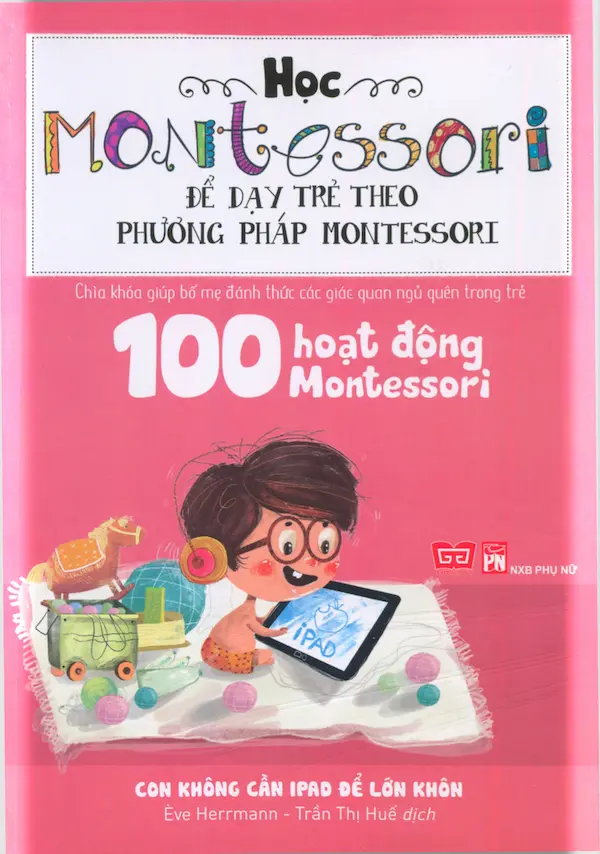 Học
Montessori
ĐỂ DẠY TRẺ THEO
PHƯƠNG PHÁP MONTESSORI
Chìa khóa giúp bố mẹ đánh thức các giác quan ngủ quên trong trẻ
100 hoạt động
Montessori
iPAD
PN
NXB PHỤ NỮ
CON KHÔNG CẦN IPAD ĐỂ LỚN KHÔN
Ève Herrmann - Trần Thị Huế dịch